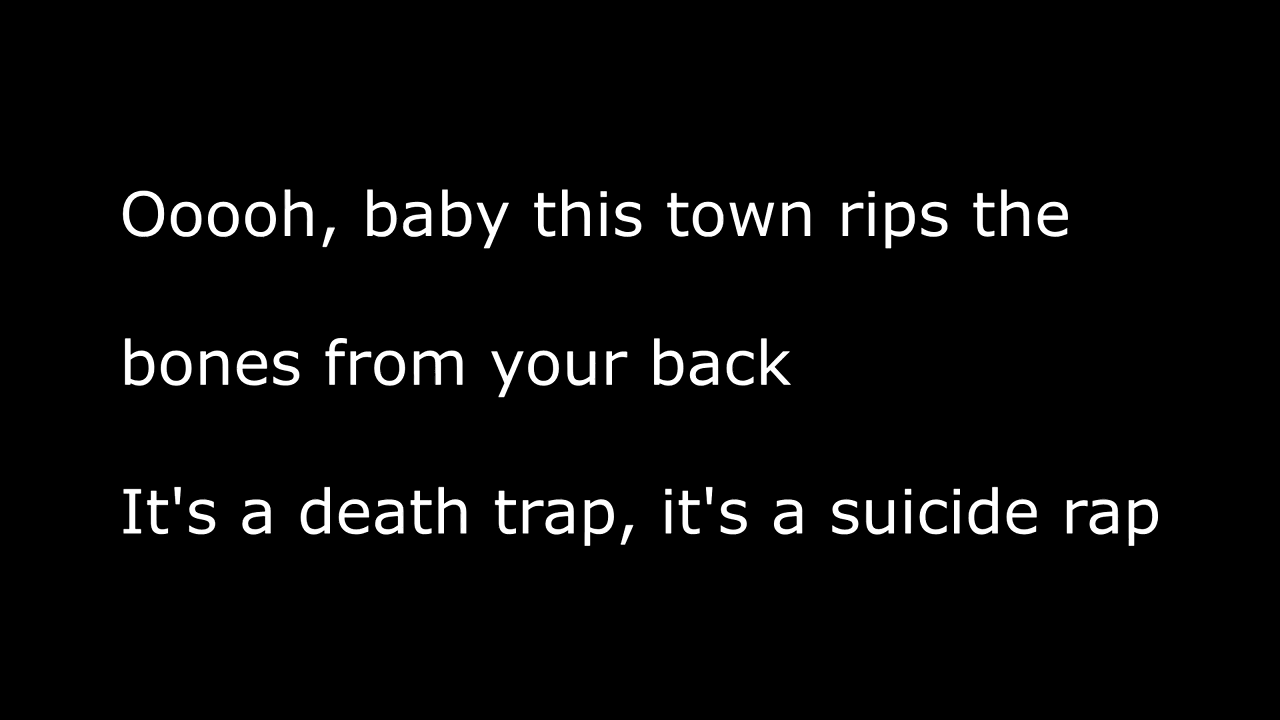 Ooooh, baby this town rips the
bones from your back
It's a death trap, it's a suicide rap